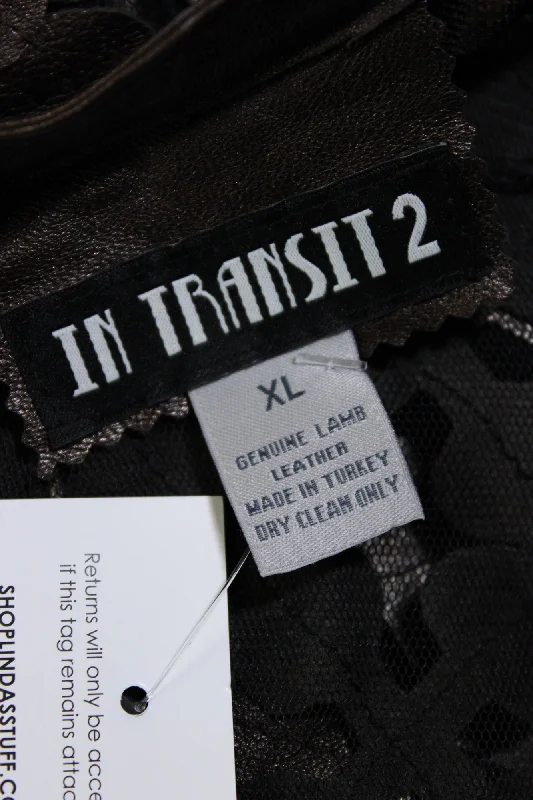 IN TRANSIT 2
XL
GENUINE LAMB
LEATHER
MADE IN TURKEY
DRY CLEAN ONLY
Returns will only be acce
if this tag remains attac
SHOPLINDASSTUFF.C